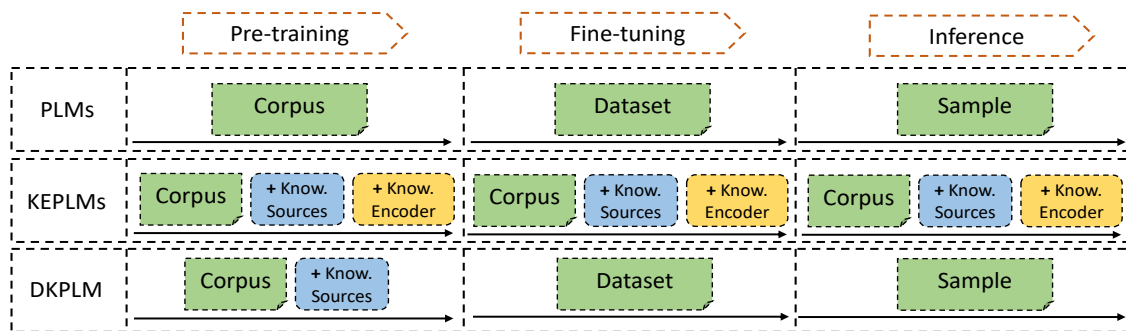 Pre-training Fine-tuning Inference
PLMs Corpus Dataset Sample
KEPLMs Corpus + Know. Sources + Know. Encoder Corpus + Know. Sources + Know. Encoder Corpus + Know. Sources + Know. Encoder
DKPLM Corpus + Know. Sources Dataset Sample